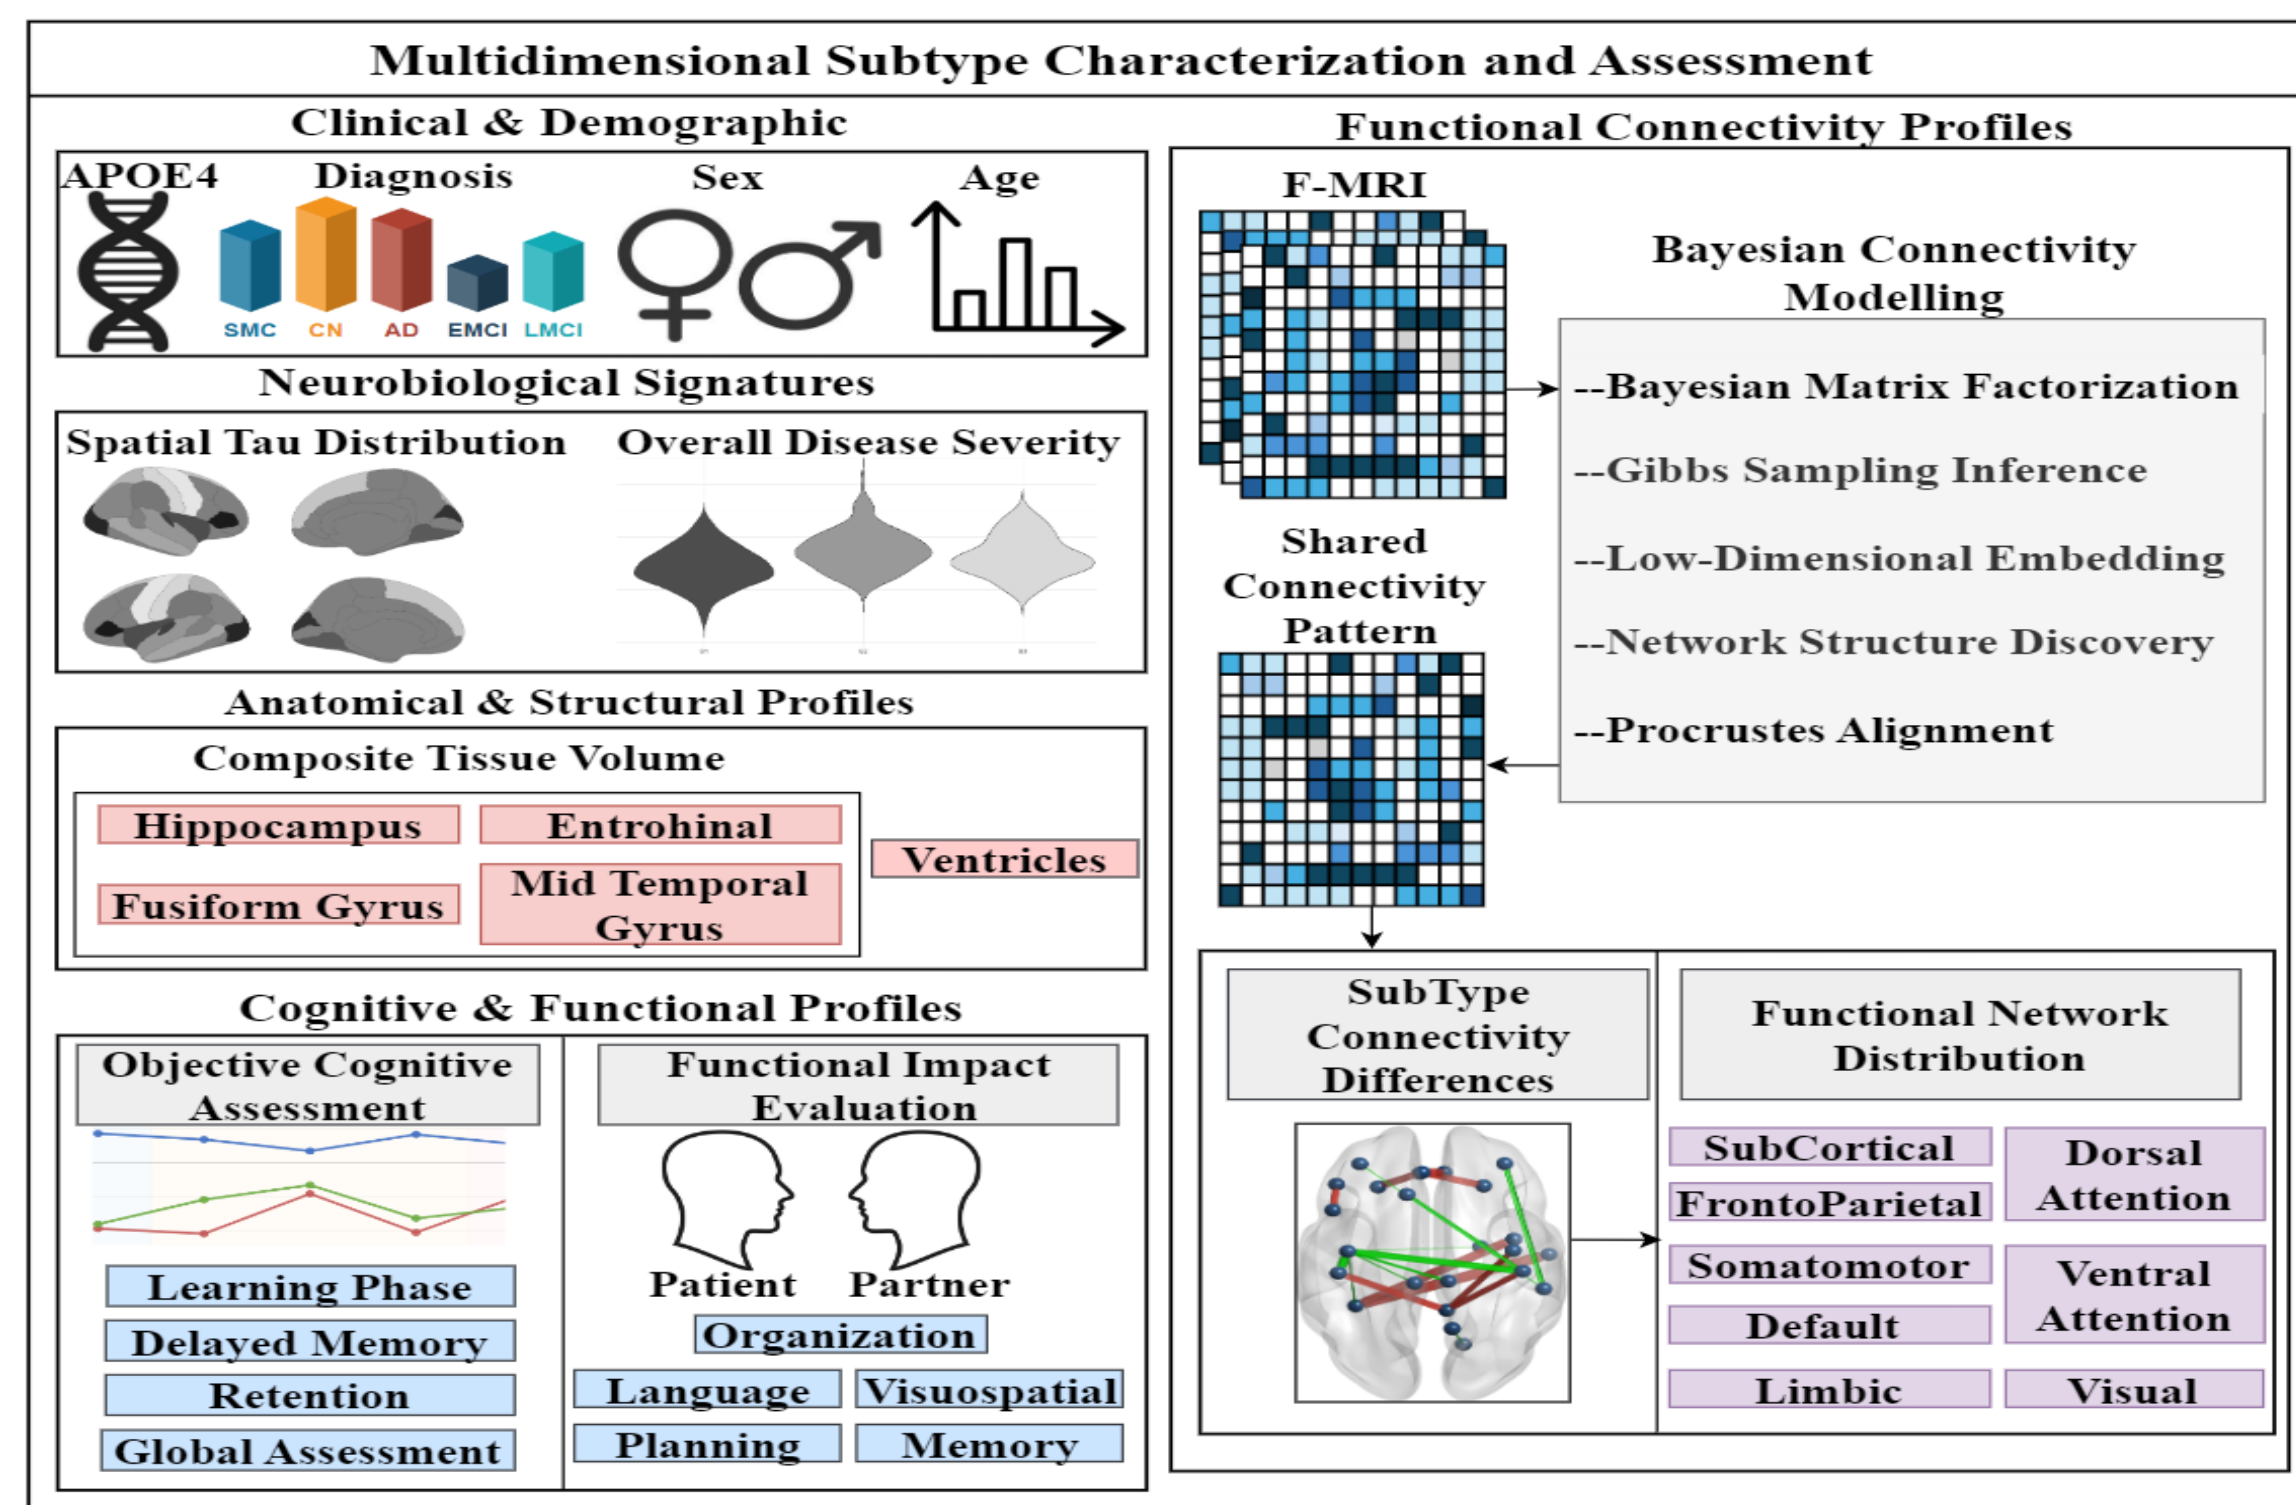 Multidimensional Subtype Characterization and Assessment
Clinical & Demographic
APOE4
Diagnosis
Sex
Age
SMC
CN
AD
EMCI
LMCI
Neurobiological Signatures
Spatial Tau Distribution
Overall Disease Severity
Anatomical & Structural Profiles
Composite Tissue Volume
Hippocampus
Entrohinal
Fusiform Gyrus
Mid Temporal
Gyrus
Ventricles
Cognitive & Functional Profiles
Objective Cognitive
Assessment
Learning Phase
Delayed Memory
Retention
Global Assessment
Functional Impact
Evaluation
Patient
Partner
Organization
Language
Visuospatial
Planning
Memory
Functional Connectivity Profiles
F-MRI
Bayesian Connectivity
Modelling
--Bayesian Matrix Factorization
--Gibbs Sampling Inference
--Low-Dimensional Embedding
--Network Structure Discovery
--Procrustes Alignment
Shared
Connectivity
Pattern
SubType
Connectivity
Differences
Functional Network
Distribution
SubCortical
FrontoParietal
Somatomotor
Default
Limbic
Dorsal
Attention
Ventral
Attention
Visual